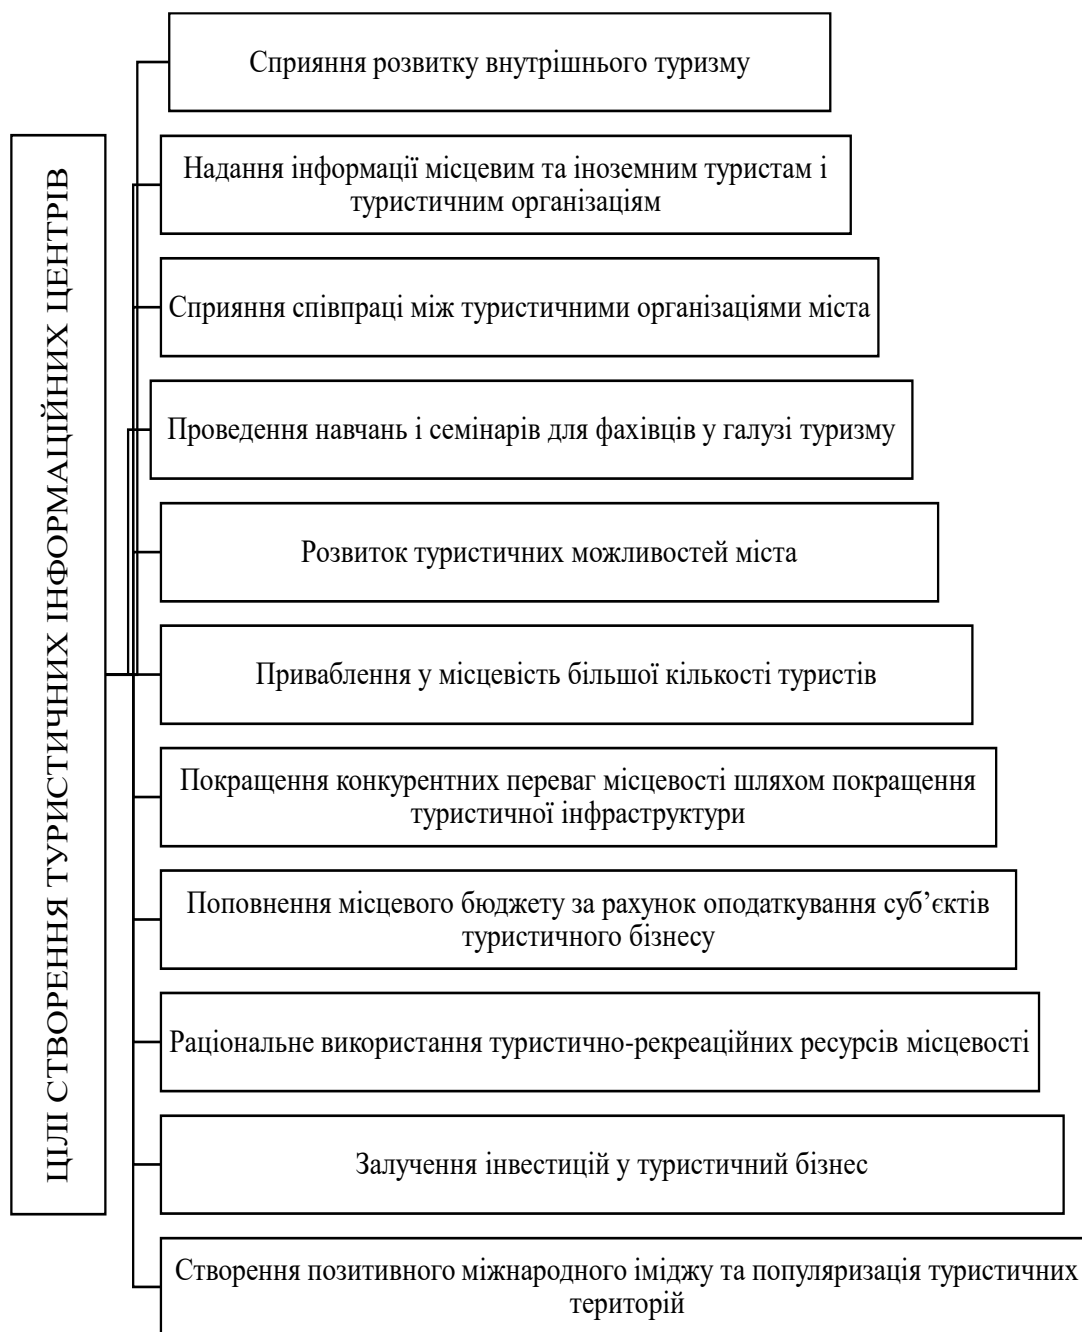 ЦІЛІ СТВОРЕННЯ ТУРИСТИЧНИХ ІНФОРМАЦІЙНИХ ЦЕНТРІВ
Сприяння розвитку внутрішнього туризму
Надання інформації місцевим та іноземним туристам і
туристичним організаціям
Сприяння співпраці між туристичними організаціями міста
Проведення навчань і семінарів для фахівців у галузі туризму
Розвиток туристичних можливостей міста
Приваблення у місцевість більшої кількості туристів
Покращення конкурентних переваг місцевості шляхом покращення
туристичної інфраструктури
Поповнення місцевого бюджету за рахунок оподаткування суб’єктів
туристичного бізнесу
Раціональне використання туристично-рекреаційних ресурсів місцевості
Залучення інвестицій у туристичний бізнес
Створення позитивного міжнародного іміджу та популяризація туристичних
територій